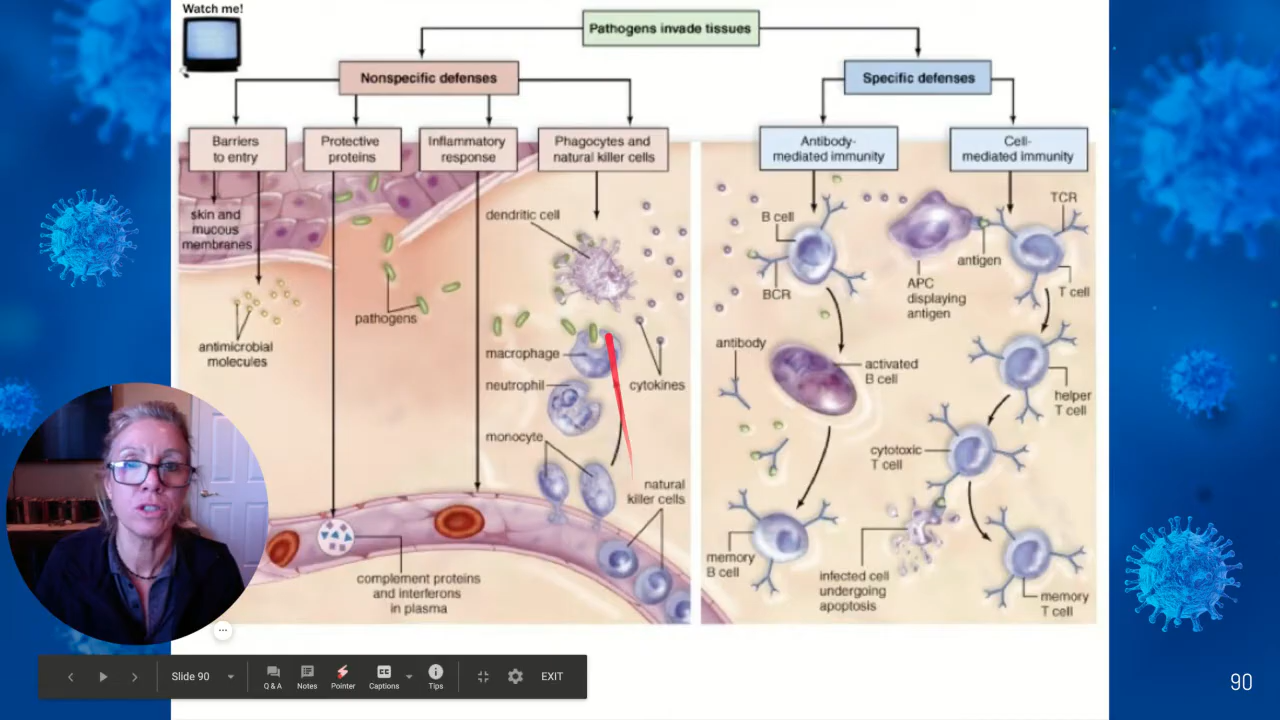 Watch me!
Pathogens invade tissues
Nonspecific defenses
Specific defenses
Barriers
to entry
Protective
proteins
Inflammatory
response
Phagocytes and
natural killer cells
Antibody-
mediated immunity
Cell-
mediated immunity
skin and
mucous
membranes
antimicrobial
molecules
pathogens
dendritic cell
macrophage
neutrophil
monocyte
cytokines
natural
killer cells
complement proteins
and interferons
in plasma
B cell
BCR
antibody
activated
B cell
memory
B cell
APC
displaying
antigen
antigen
TCR
T cell
helper
T cell
cytotoxic
T cell
infected cell
undergoing
apoptosis
memory
T cell
Slide 90
Q & A
Notes
Pointer
CC
Captions
Tips
EXIT
90